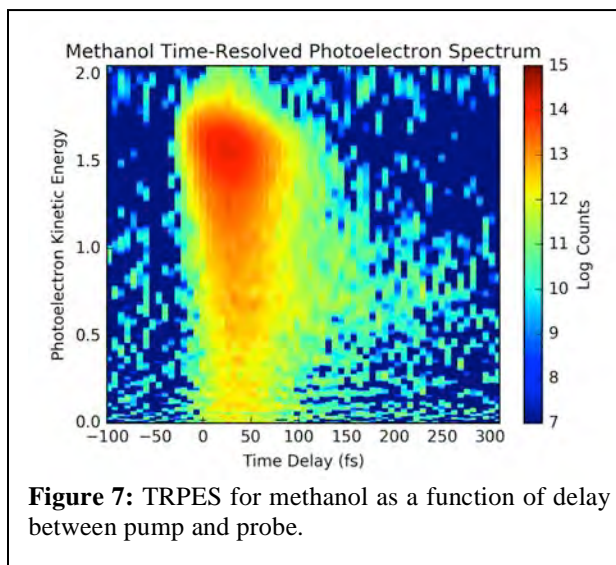 Methanol Time-Resolved Photoelectron Spectrum
2.0
1.5
1.0
0.5
0.0
Photoelectron Kinetic Energy
−100 −50 0 50 100 150 200 250 300
Time Delay (fs)
15
14
13
12
11
10
9
8
7
Log Counts
Figure 7: TRPES for methanol as a function of delay
between pump and probe.